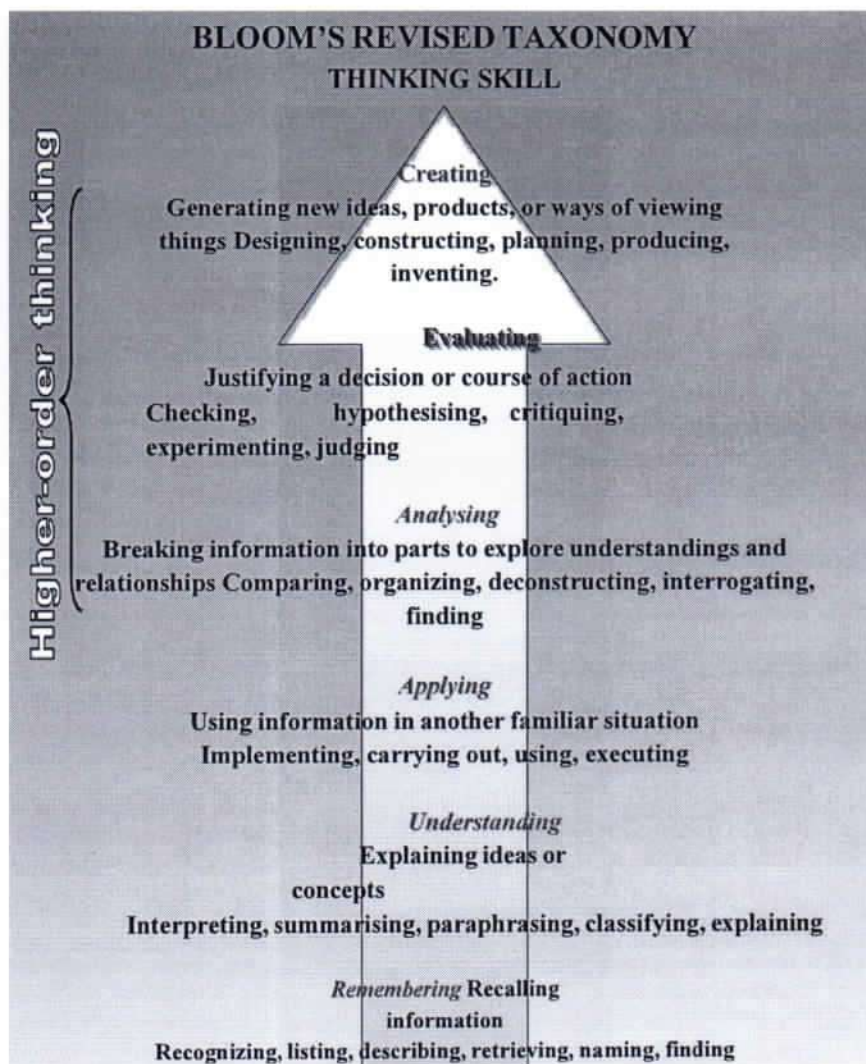 BLOOM'S REVISED TAXONOMY
THINKING SKILL
Higher-order thinking
Creating
Generating new ideas, products, or ways of viewing
things Designing, constructing, planning, producing,
inventing.
Evaluating
Justifying a decision or course of action
Checking, hypothesising, critiquing,
experimenting, judging
Analysing
Breaking information into parts to explore understandings and
relationships Comparing, organizing, deconstructing, interrogating,
finding
Applying
Using information in another familiar situation
Implementing, carrying out, using, executing
Understanding
Explaining ideas or
concepts
Interpreting, summarising, paraphrasing, classifying, explaining
Remembering Recalling
information
Recognizing, listing, describing, retrieving, naming, finding